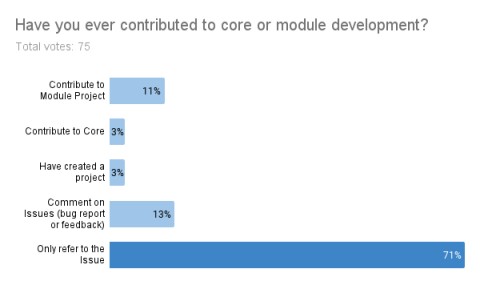 Have you ever contributed to core or module development?
Total votes: 75
Contribute to
Module Project
11%
Contribute to Core
3%
Have created a
project
3%
Comment on
Issues (bug report
or feedback)
13%
Only refer to the
Issue
71%